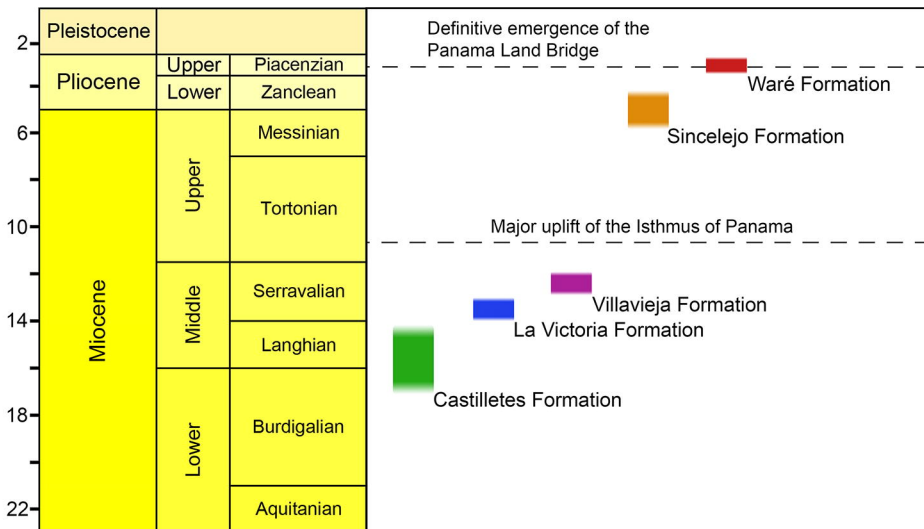 2
6
10
14
18
22
Pleistocene
Pliocene
Miocene
Upper
Lower
Upper
Middle
Lower
Piacenzian
Zanclean
Messinian
Tortonian
Serravalian
Langhian
Burdigalian
Aquitanian
Definitive emergence of the
Panama Land Bridge
Waré Formation
Sincelejo Formation
Major uplift of the Isthmus of Panama
Villavieja Formation
La Victoria Formation
Castilletes Formation